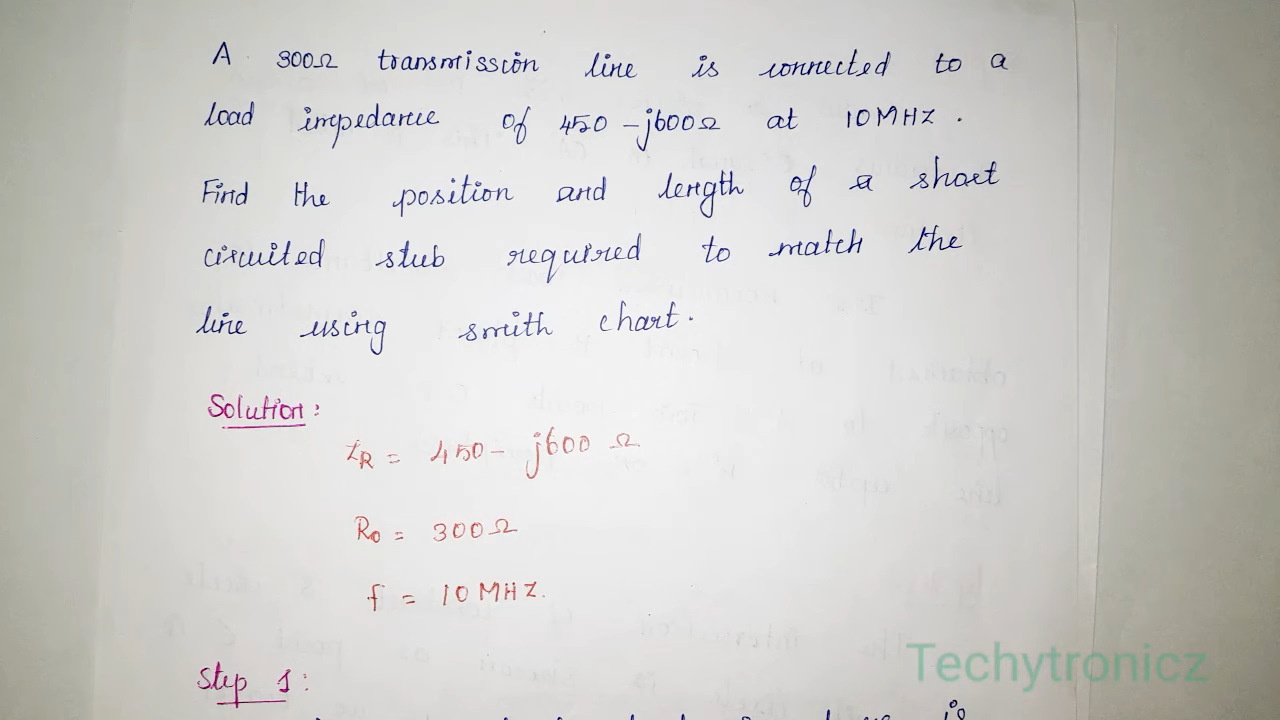 A 300Ω transmission line is connected to a
load impedance of 450 - j600Ω at 10MHZ.
Find the position and length of a short
circuited stub required to match the
line using smith chart.
Solution:
ZR = 450 - j600 Ω
R0 = 300Ω
f = 10 MHZ.
Techytronicz
Step 1: